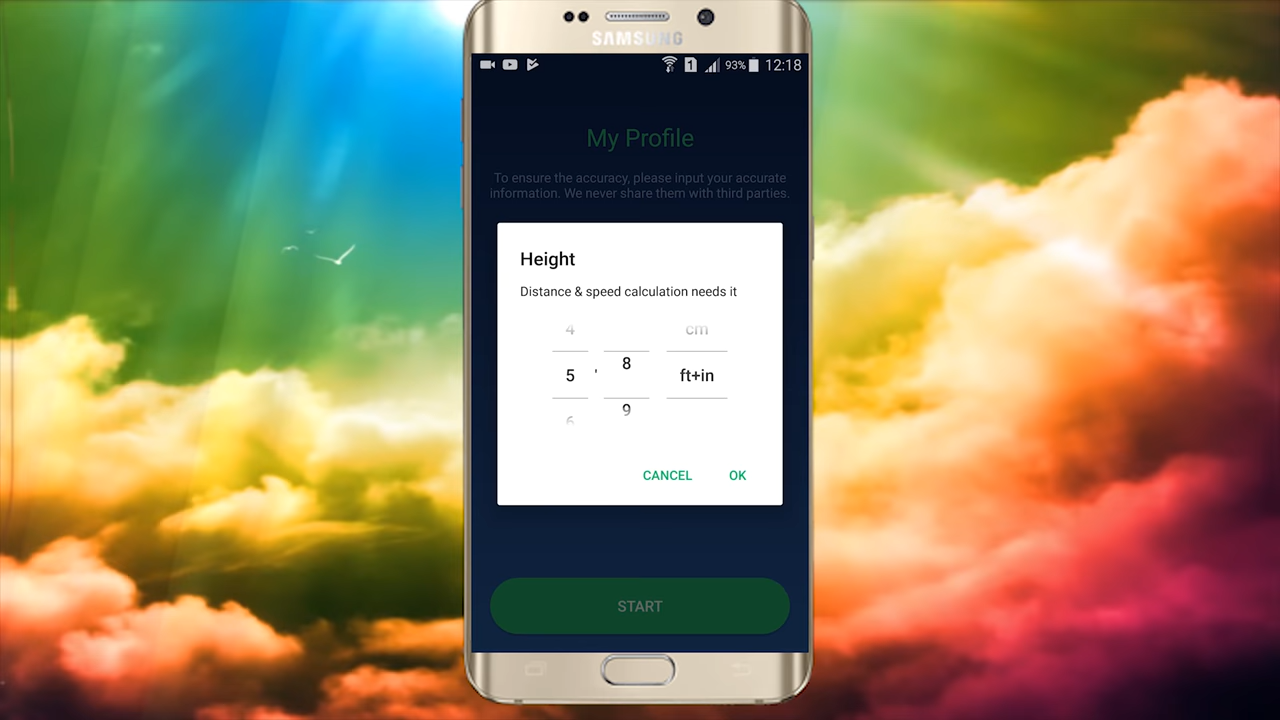 SAMSUNG
1 93% 12:18
My Profile
To ensure the accuracy, please input your accurate
information. We never share them with third parties.
Height
Distance & speed calculation needs it
4 cm
5 ' 8 ft+in
6 9
CANCEL OK
START